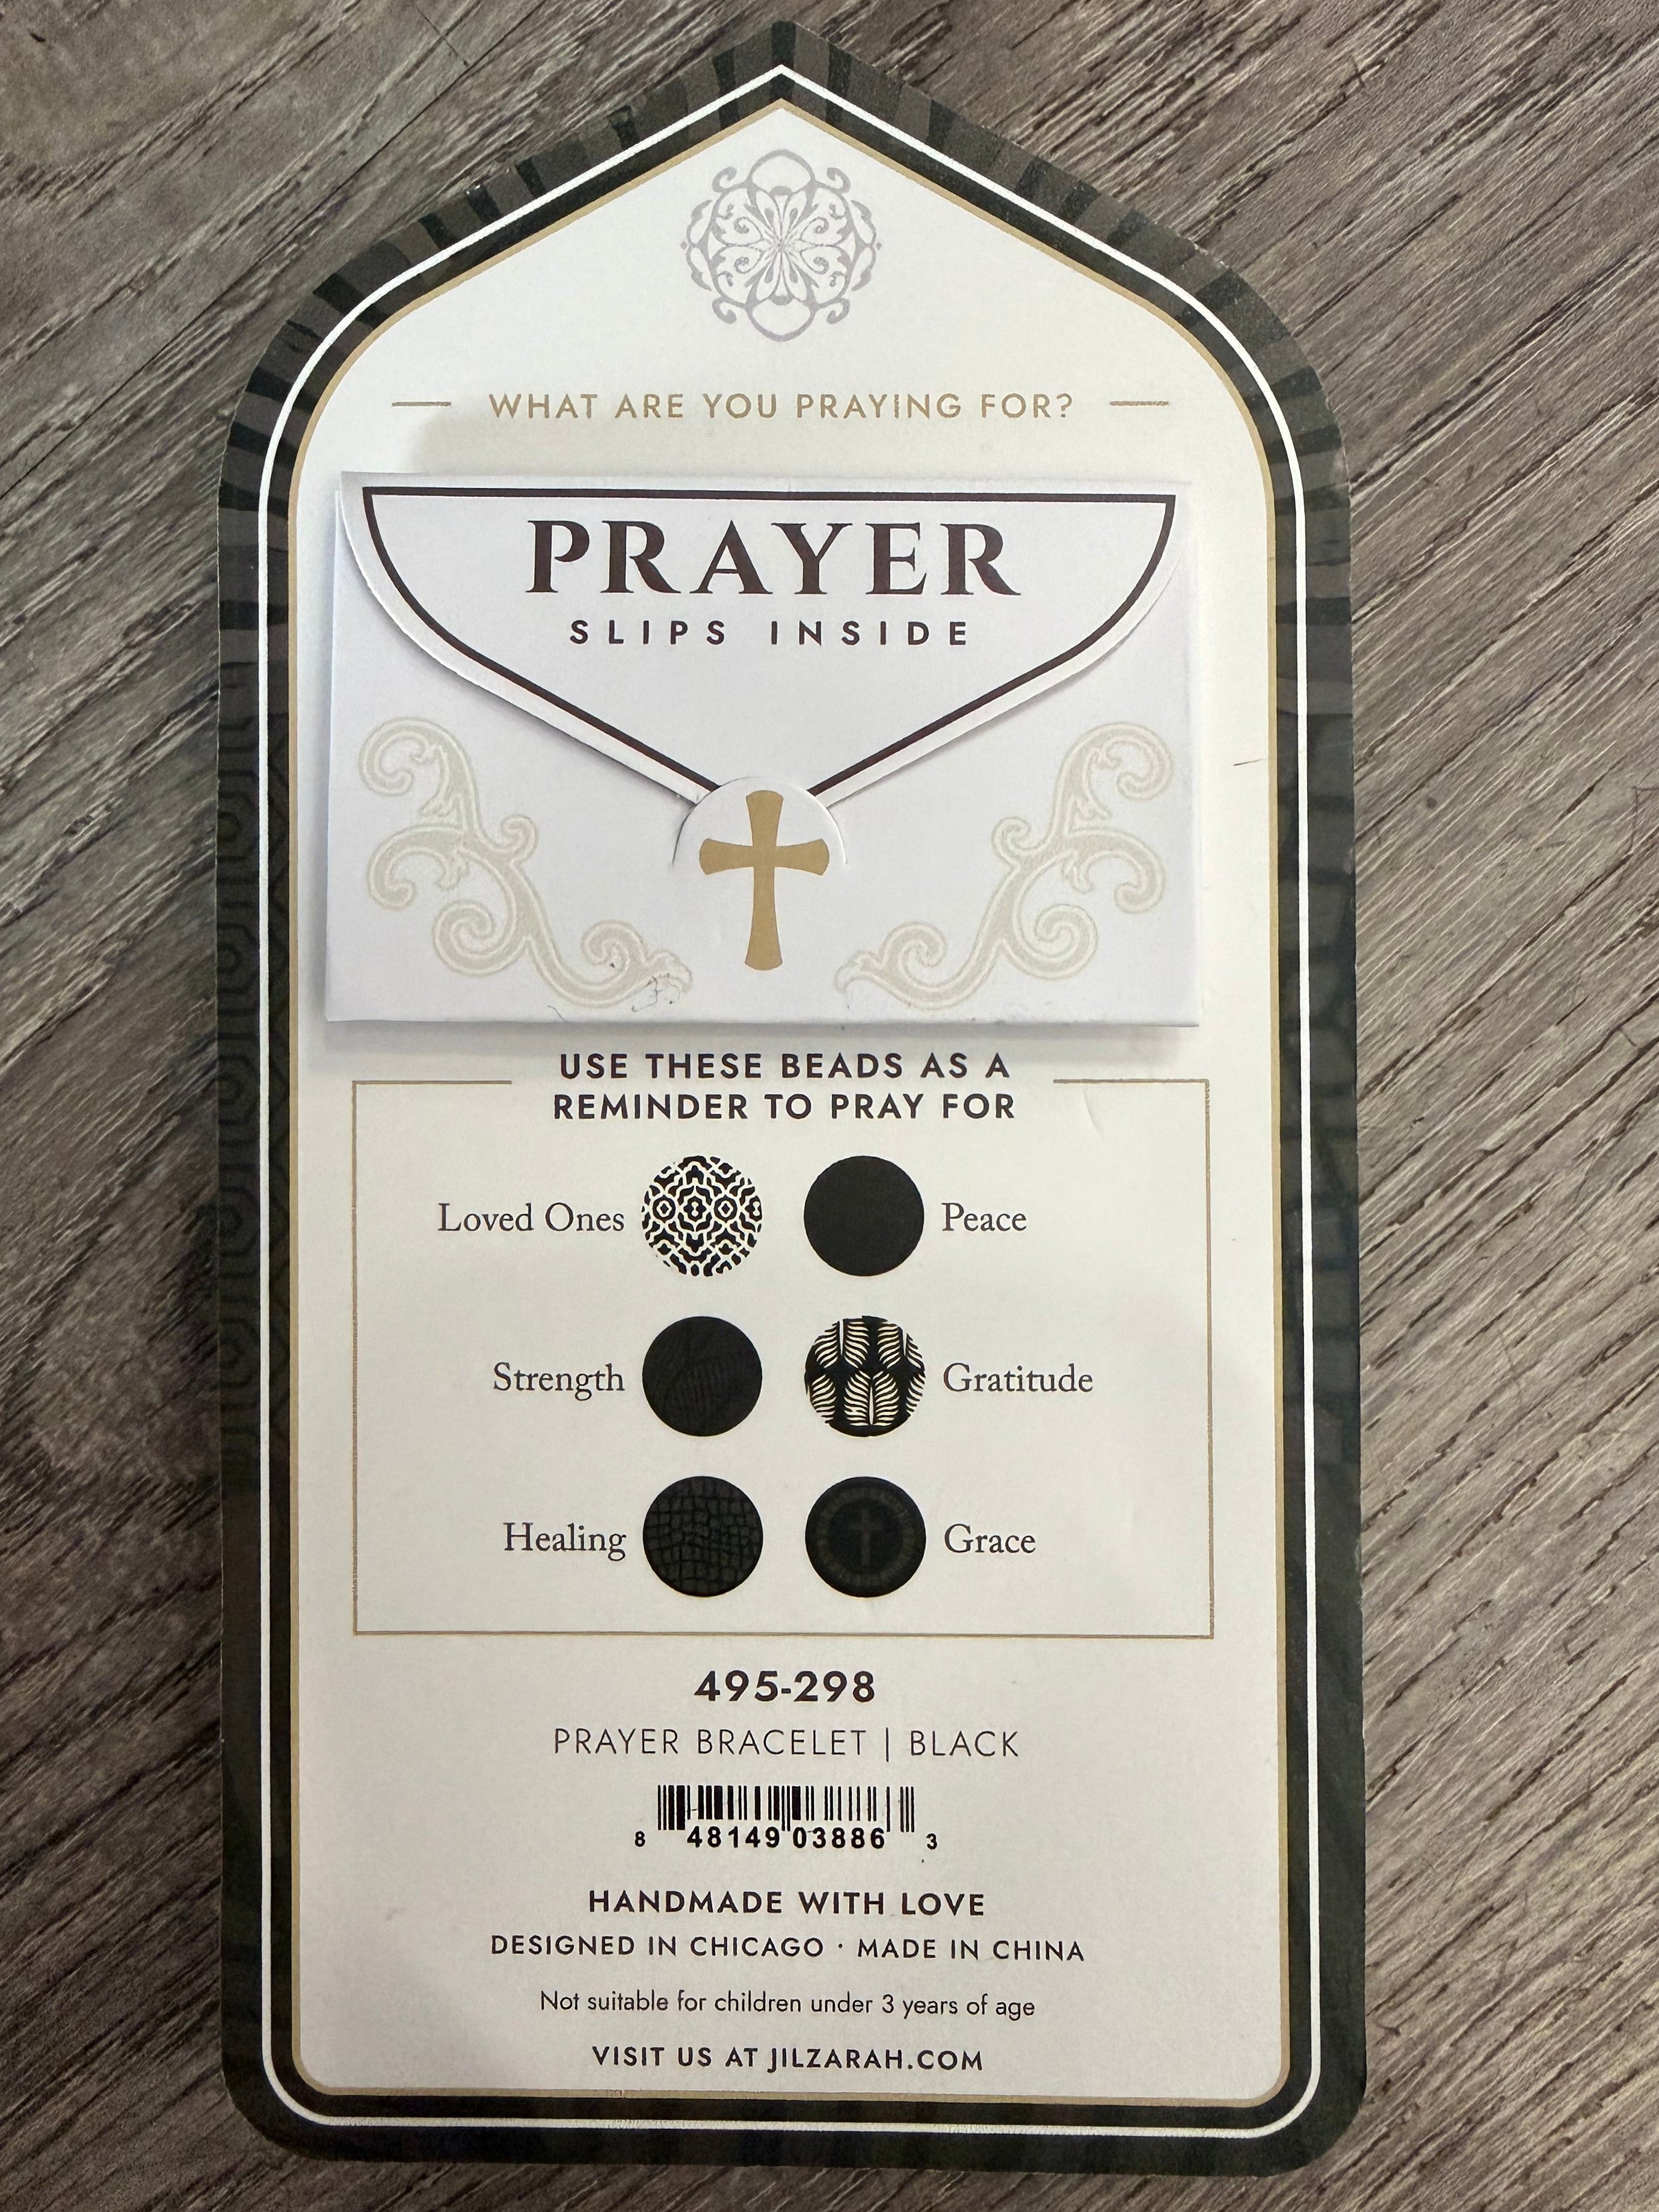 WHAT ARE YOU PRAYING FOR?
PRAYER
SLIPS INSIDE
USE THESE BEADS AS A
REMINDER TO PRAY FOR
Loved Ones Peace
Strength Gratitude
Healing Grace
495-298
PRAYER BRACELET | BLACK
8 48149 03886 3
HANDMADE WITH LOVE
DESIGNED IN CHICAGO · MADE IN CHINA
Not suitable for children under 3 years of age
VISIT US AT JILZARAH.COM